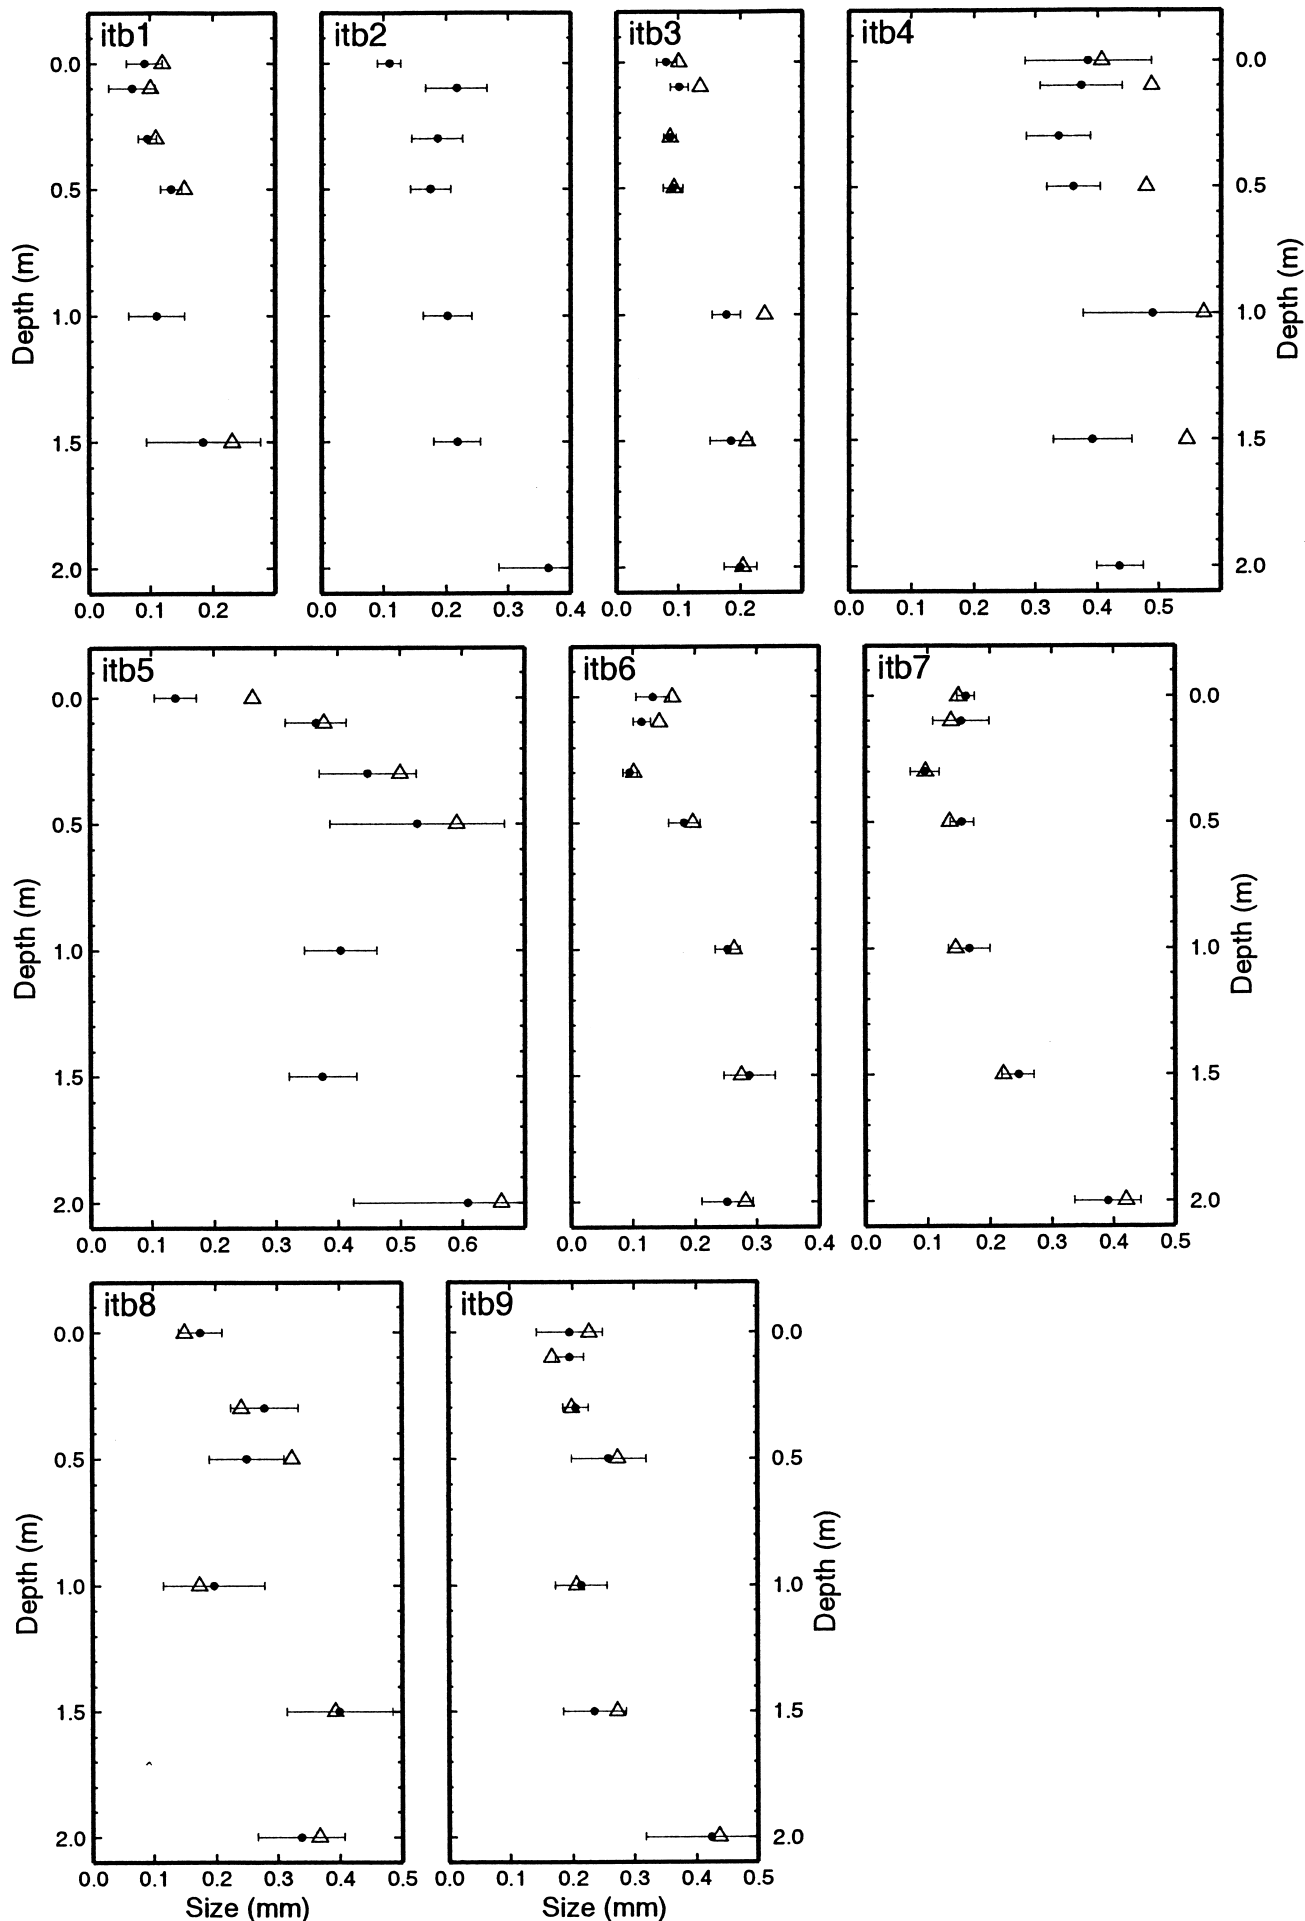 itb1 itb2 itb3 itb4
0.0 0.0
0.5 0.5
Depth (m) Depth (m)
1.0 1.0
1.5 1.5
2.0 2.0
0.0 0.1 0.2 0.0 0.1 0.2 0.3 0.4 0.0 0.1 0.2 0.0 0.1 0.2 0.3 0.4 0.5
itb5 itb6 itb7
0.0 0.0
0.5 0.5
Depth (m) Depth (m)
1.0 1.0
1.5 1.5
2.0 2.0
0.0 0.1 0.2 0.3 0.4 0.5 0.6 0.0 0.1 0.2 0.3 0.4 0.0 0.1 0.2 0.3 0.4 0.5
itb8 itb9
0.0 0.0
0.5 0.5
Depth (m) Depth (m)
1.0 1.0
1.5 1.5
2.0 2.0
0.0 0.1 0.2 0.3 0.4 0.5 0.0 0.1 0.2 0.3 0.4 0.5
Size (mm) Size (mm)